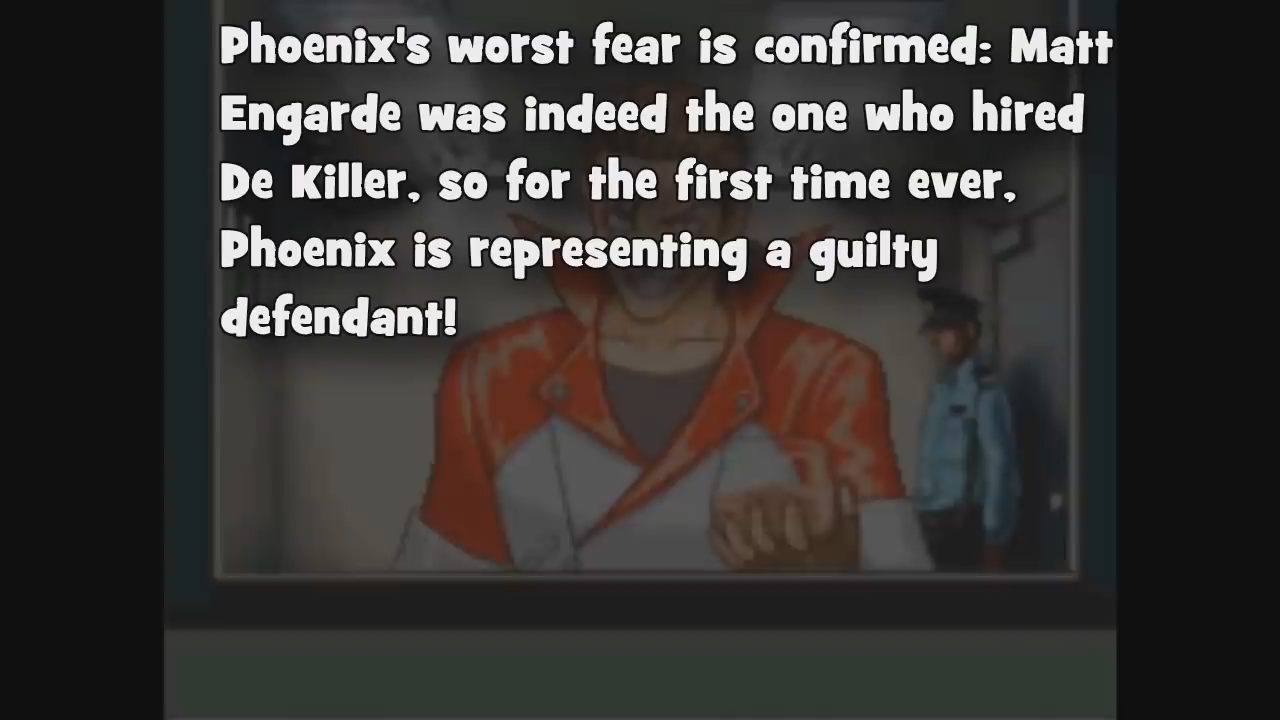 Phoenix's worst fear is confirmed: Matt
Engarde was indeed the one who hired
De Killer, so for the first time ever,
Phoenix is representing a guilty
defendant!